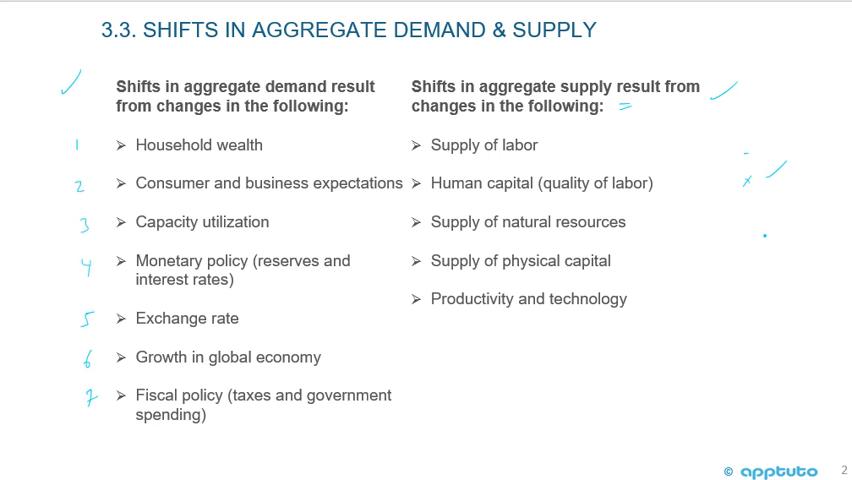 3.3. SHIFTS IN AGGREGATE DEMAND & SUPPLY
Shifts in aggregate demand result
from changes in the following:
1 ➢ Household wealth
2 ➢ Consumer and business expectations
3 ➢ Capacity utilization
4 ➢ Monetary policy (reserves and
interest rates)
5 ➢ Exchange rate
6 ➢ Growth in global economy
7 ➢ Fiscal policy (taxes and government
spending)
Shifts in aggregate supply result from
changes in the following:
➢ Supply of labor
➢ Human capital (quality of labor)
➢ Supply of natural resources
➢ Supply of physical capital
➢ Productivity and technology
© apptuto
2